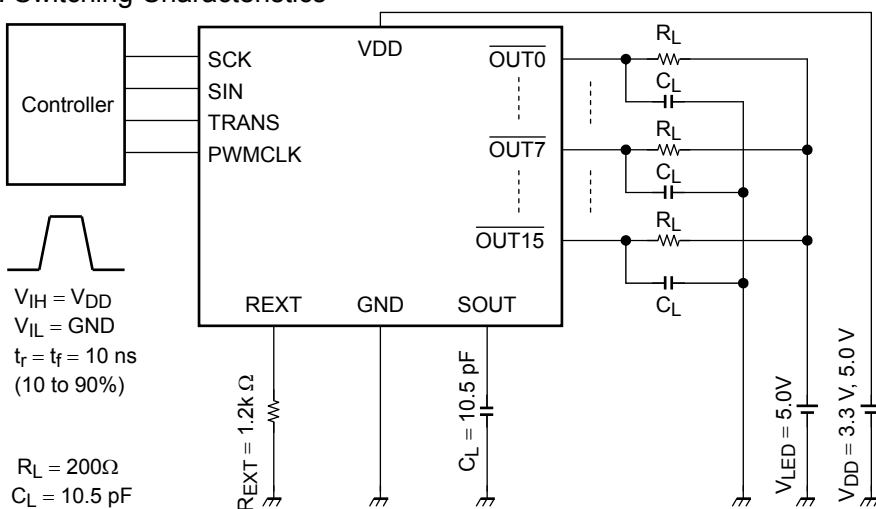 Switching Characteristics
Controller
SCK
SIN
TRANS
PWMCLK
VDD
OUT0
OUT7
OUT15
REXT
GND
SOUT
RL
CL
RL
CL
RL
CL
VIH = VDD
VIL = GND
tr = tf = 10 ns
(10 to 90%)
RL = 200Ω
CL = 10.5 pF
REXT = 1.2k Ω
CL = 10.5 pF
VLED = 5.0V
VDD = 3.3 V, 5.0 V